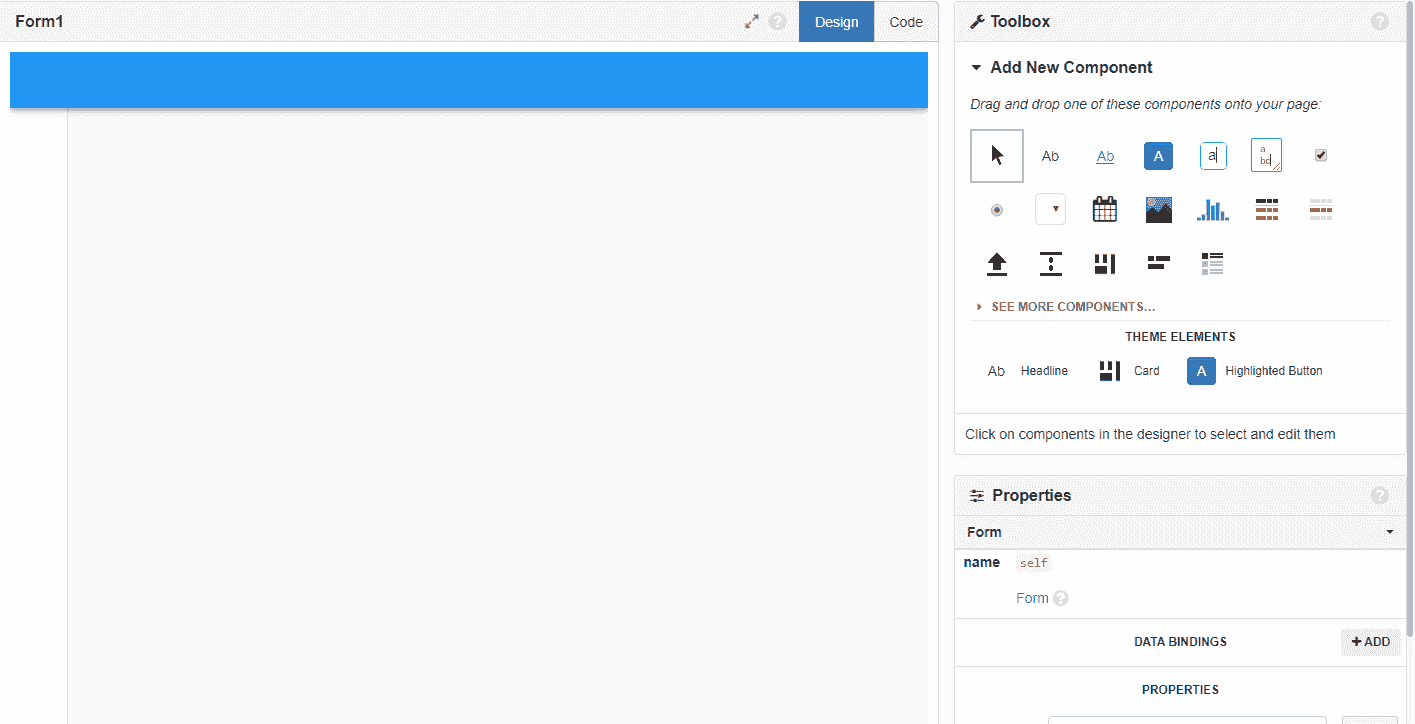 Form1
Design
Code
Toolbox
Add New Component
Drag and drop one of these components onto your page:
Ab
Ab
A
a
a
bc
SEE MORE COMPONENTS...
THEME ELEMENTS
Ab Headline
Card
A Highlighted Button
Click on components in the designer to select and edit them
Properties
Form
name self
Form
DATA BINDINGS
+ ADD
PROPERTIES